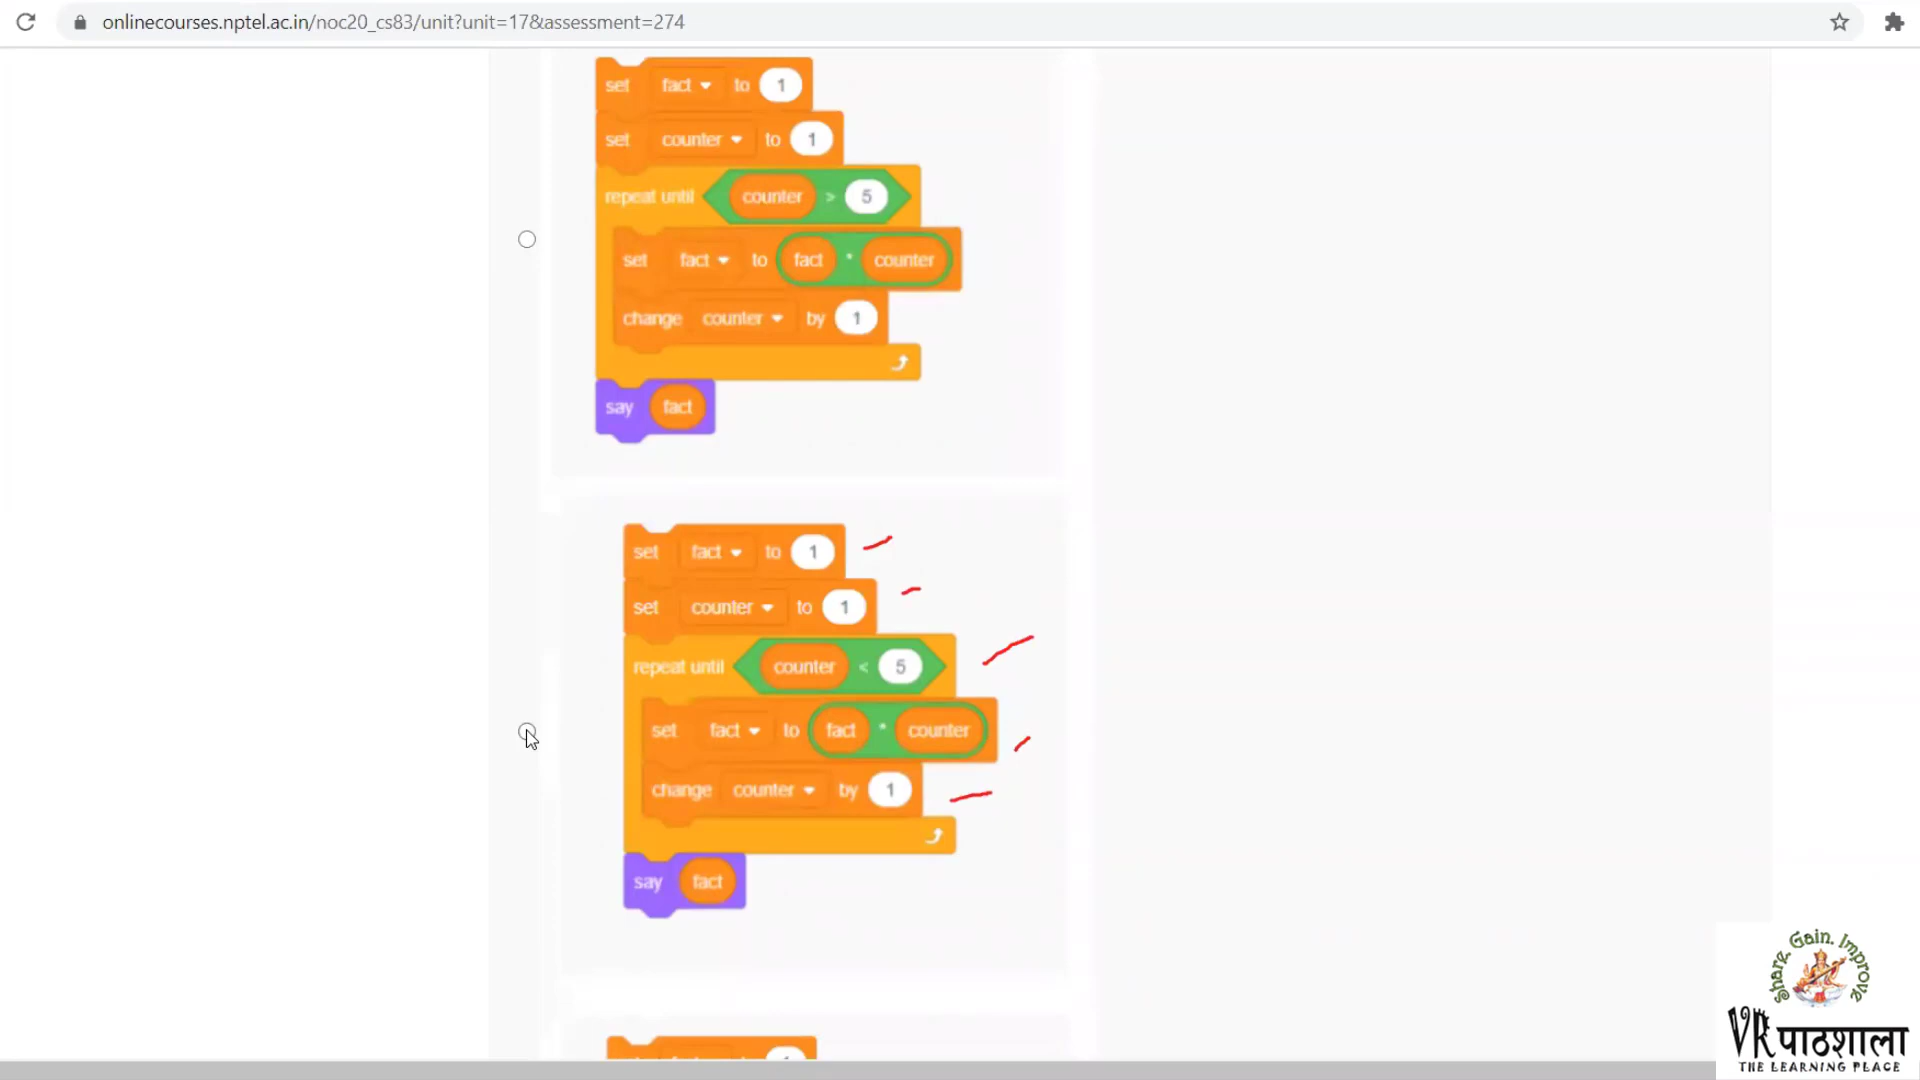 onlinecourses.nptel.ac.in/noc20_cs83/unit?unit=17&assessment=274
set fact to 1
set counter to 1
repeat until counter > 5
set fact to fact * counter
change counter by 1
say fact
set fact to 1
set counter to 1
repeat until counter < 5
set fact to fact * counter
change counter by 1
say fact
Share. Gain. Improve
VR पाठशाला
THE LEARNING PLACE